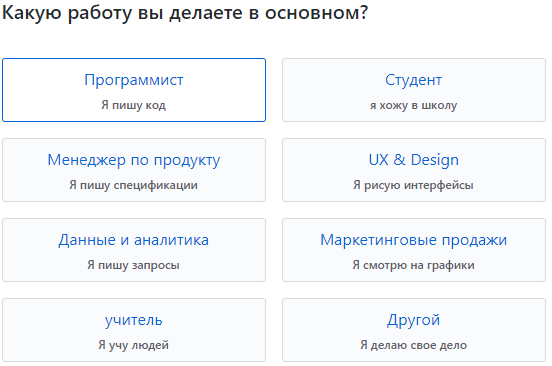 Какую работу вы делаете в основном?
Программист
Я пишу код
Студент
я хожу в школу
Менеджер по продукту
Я пишу спецификации
UX & Design
Я рисую интерфейсы
Данные и аналитика
Я пишу запросы
Маркетинговые продажи
Я смотрю на графики
учитель
Я учу людей
Другой
Я делаю свое дело